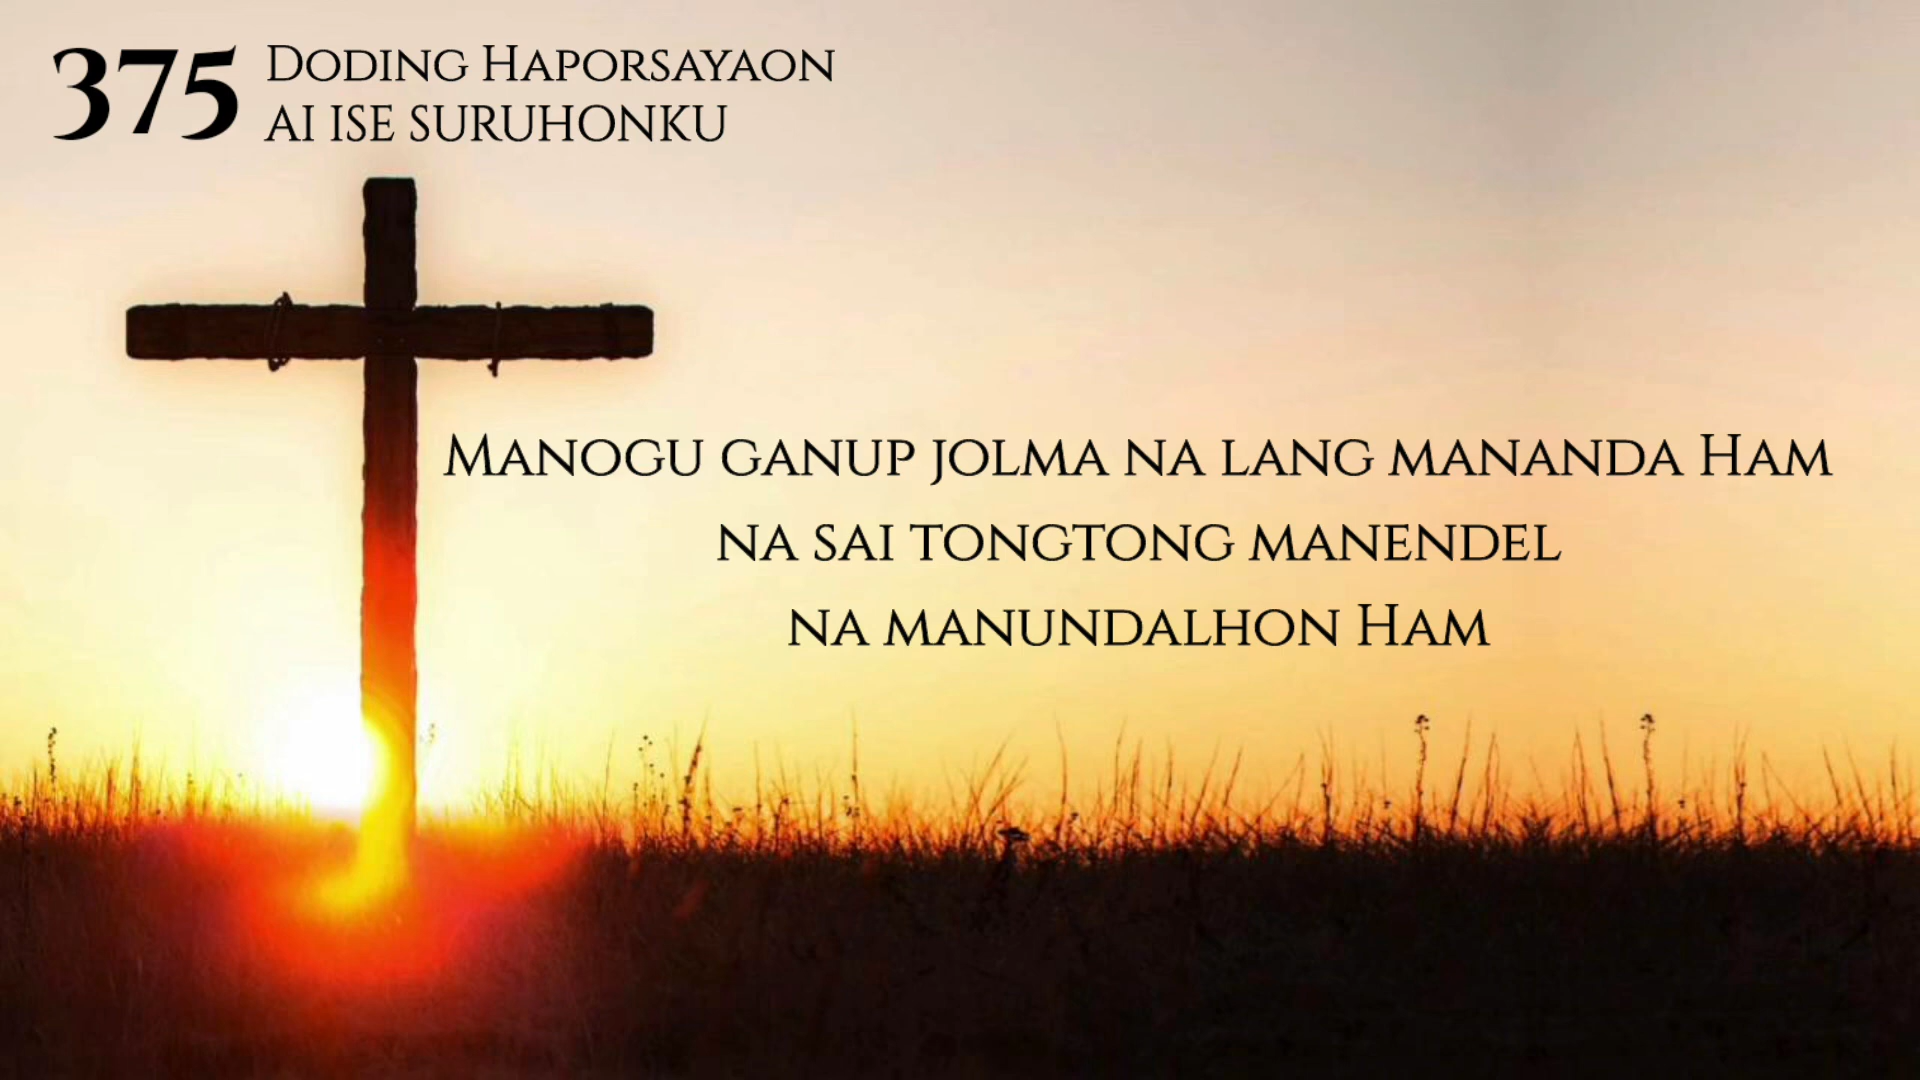 375 Doding Haporsayaon
ai ise suruhonku
Manogu ganup jolma na lang mananda Ham
na sai tongtong manendel
na manundalhon Ham